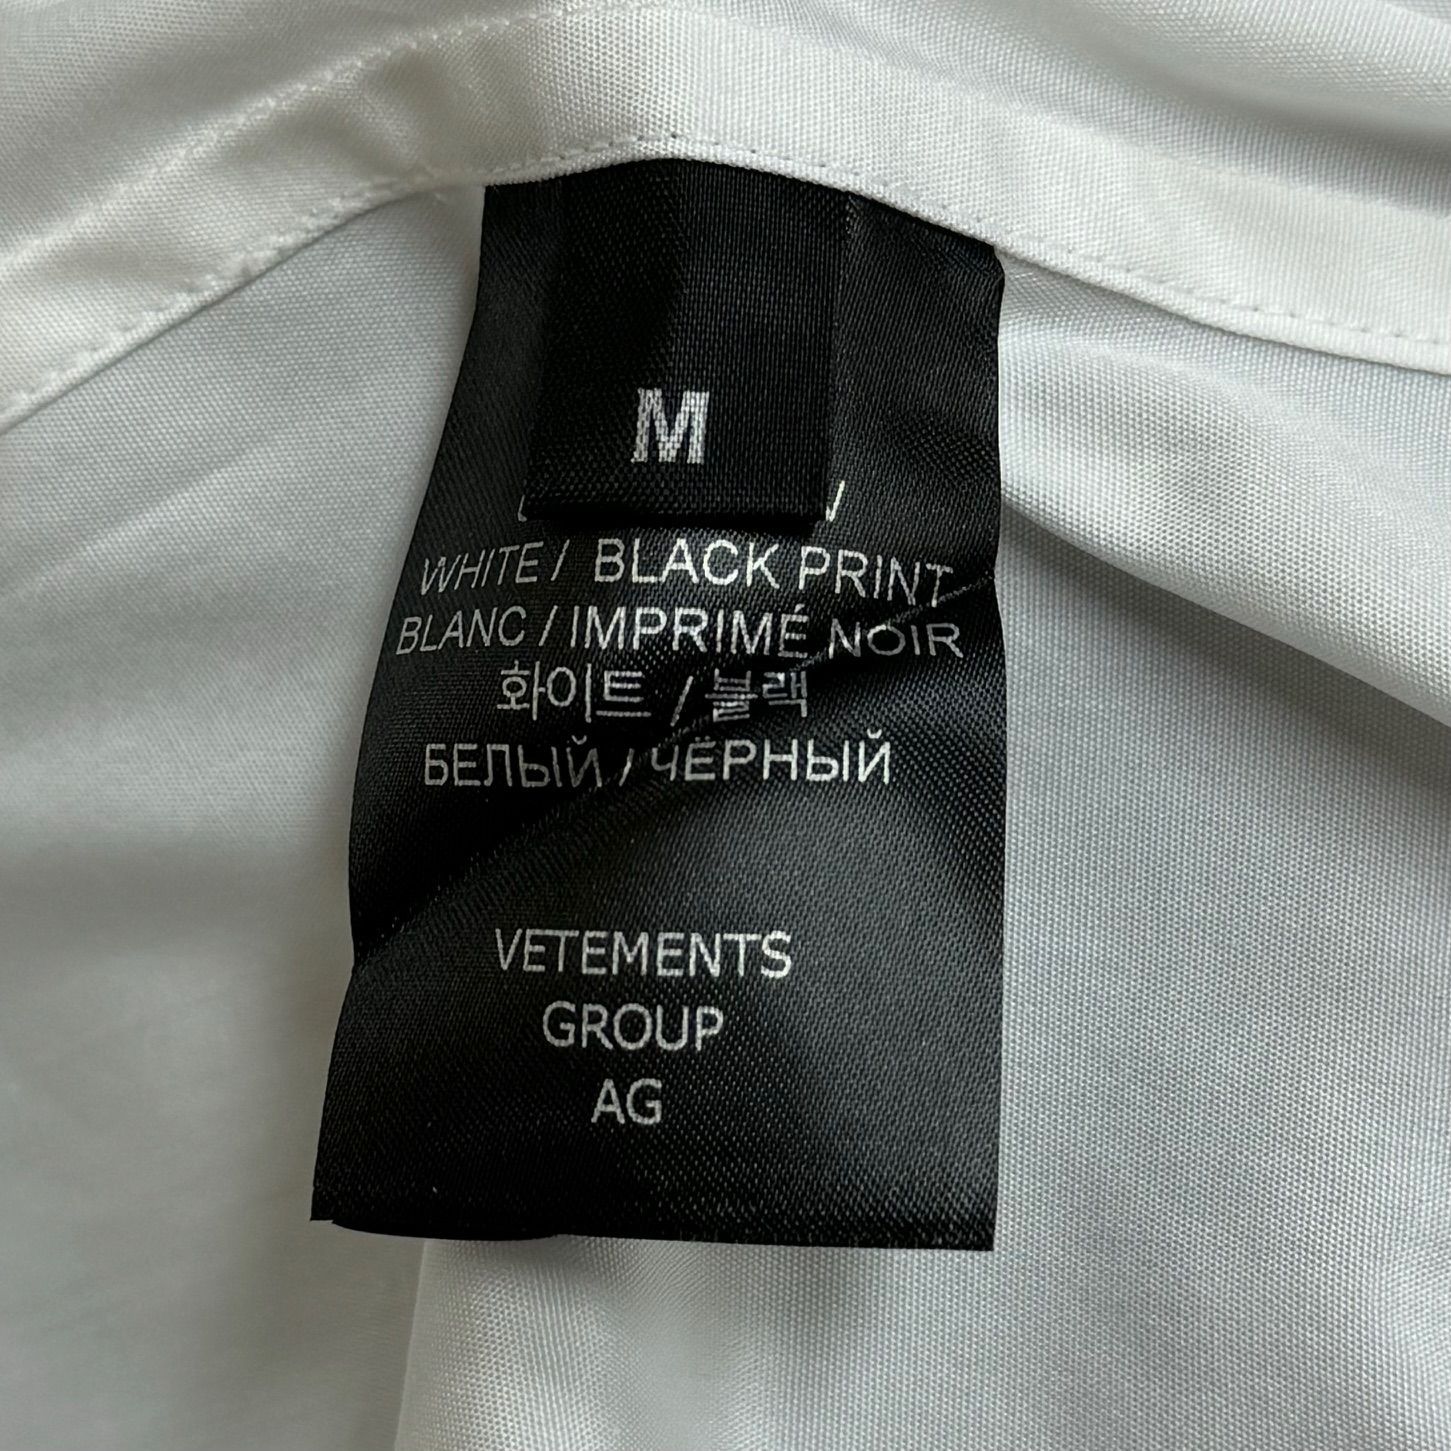 M
WHITE / BLACK PRINT
BLANC / IMPRIMÉ NOIR
화이트 / 블랙
БЕЛЫЙ / ЧЁРНЫЙ
VETEMENTS
GROUP
AG